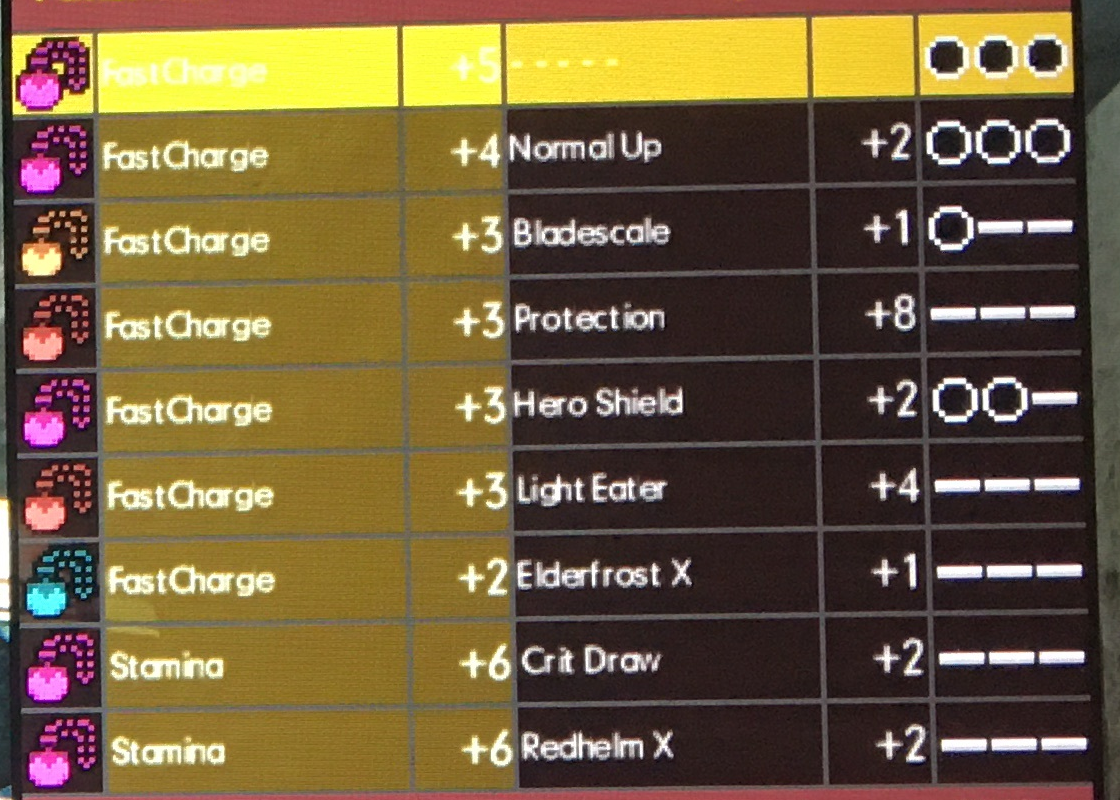 FastCharge +5 -----
FastCharge +4 Normal Up +2 OOO
FastCharge +3 Bladescale +1 O--
FastCharge +3 Protection +8 ---
FastCharge +3 Hero Shield +2 OO-
FastCharge +3 Light Eater +4 ---
FastCharge +2 Elderfrost X +1 ---
Stamina +6 Crit Draw +2 ---
Stamina +6 Redhelm X +2 ---